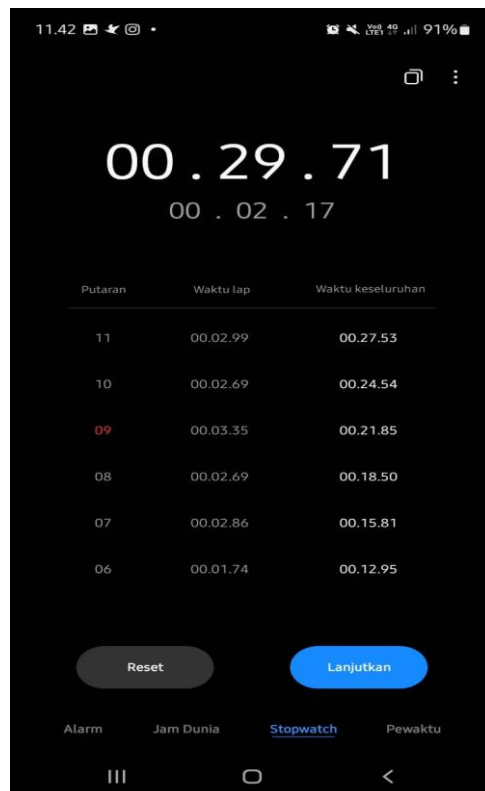 11.42 Vo)) 4G LTE1 91%
00 . 29 . 71
00 . 02 . 17
Putaran Waktu lap Waktu keseluruhan
11 00.02.99 00.27.53
10 00.02.69 00.24.54
09 00.03.35 00.21.85
08 00.02.69 00.18.50
07 00.02.86 00.15.81
06 00.01.74 00.12.95
Reset Lanjutkan
Alarm Jam Dunia Stopwatch Pewaktu